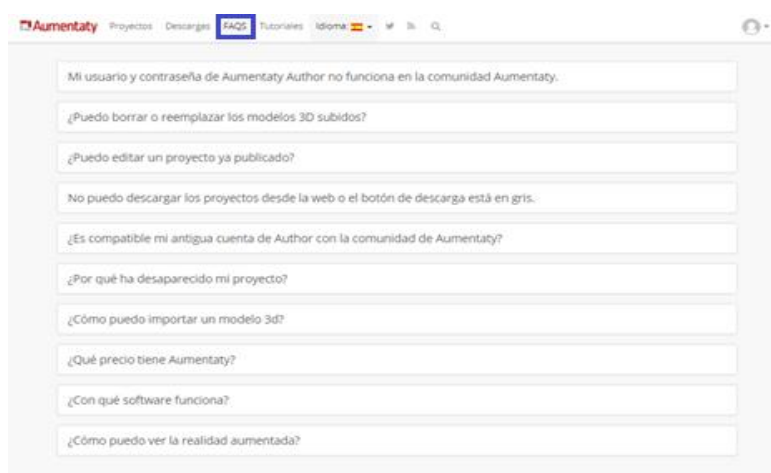 Aumentaty Proyectos Descargas FAQS Tutoriales Idioma:
Mi usuario y contraseña de Aumentaty Author no funciona en la comunidad Aumentaty.
¿Puedo borrar o reemplazar los modelos 3D subidos?
¿Puedo editar un proyecto ya publicado?
No puedo descargar los proyectos desde la web o el botón de descarga está en gris.
¿Es compatible mi antigua cuenta de Author con la comunidad de Aumentaty?
¿Por qué ha desaparecido mi proyecto?
¿Cómo puedo importar un modelo 3d?
¿Qué precio tiene Aumentaty?
¿Con qué software funciona?
¿Cómo puedo ver la realidad aumentada?